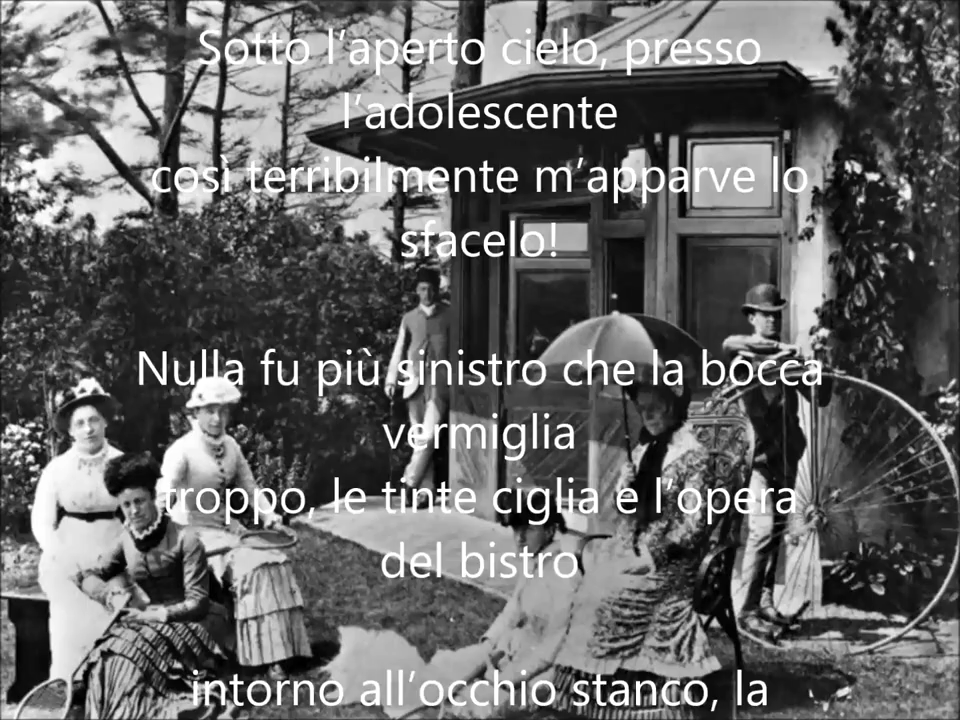 Sotto l’aperto cielo, presso
l’adolescente
così terribilmente m’apparve lo
sfacelo!
Nulla fu più sinistro che la bocca
vermiglia
troppo, le tinte ciglia e l’opera
del bistro
intorno all’occhio stanco, la